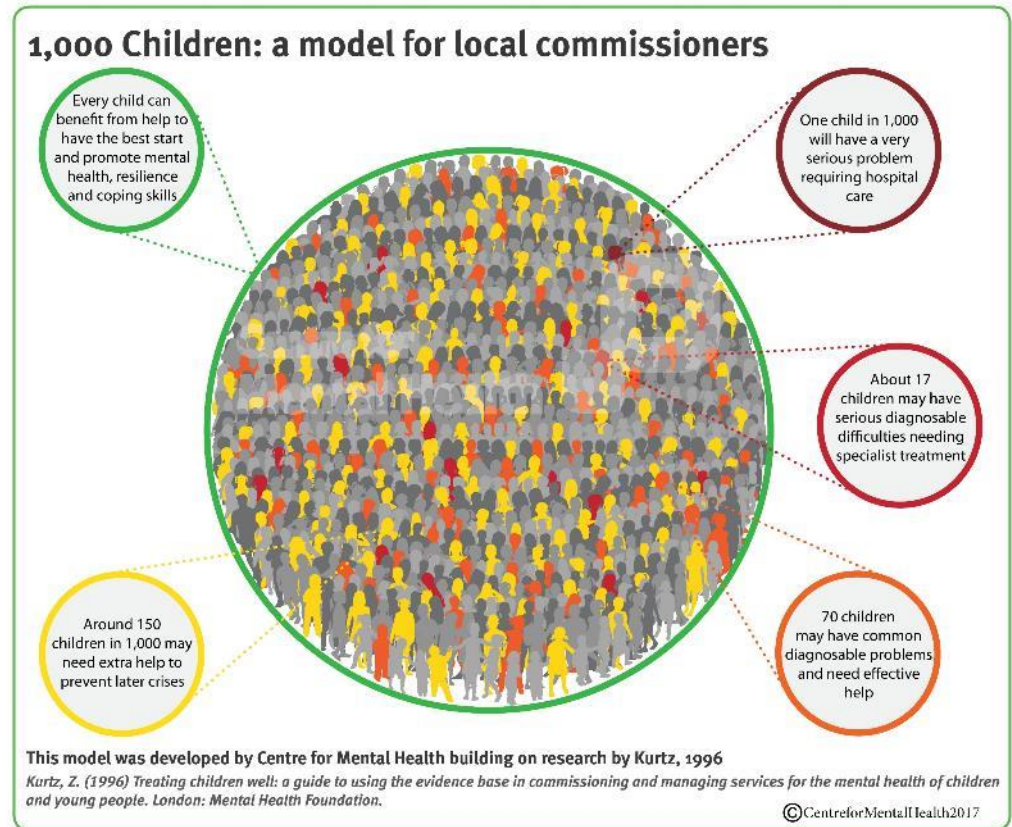 1,000 Children: a model for local commissioners
Every child can
benefit from help to
have the best start
and promote mental
health, resilience
and coping skills
One child in 1,000
will have a very
serious problem
requiring hospital
care
About 17
children may have
serious diagnosable
difficulties needing
specialist treatment
Around 150
children in 1,000 may
need extra help to
prevent later crises
70 children
may have common
diagnosable problems
and need effective
help
This model was developed by Centre for Mental Health building on research by Kurtz, 1996
Kurtz, Z. (1996) Treating children well: a guide to using the evidence base in commissioning and managing services for the mental health of children
and young people. London: Mental Health Foundation.
©CentreforMentalHealth2017